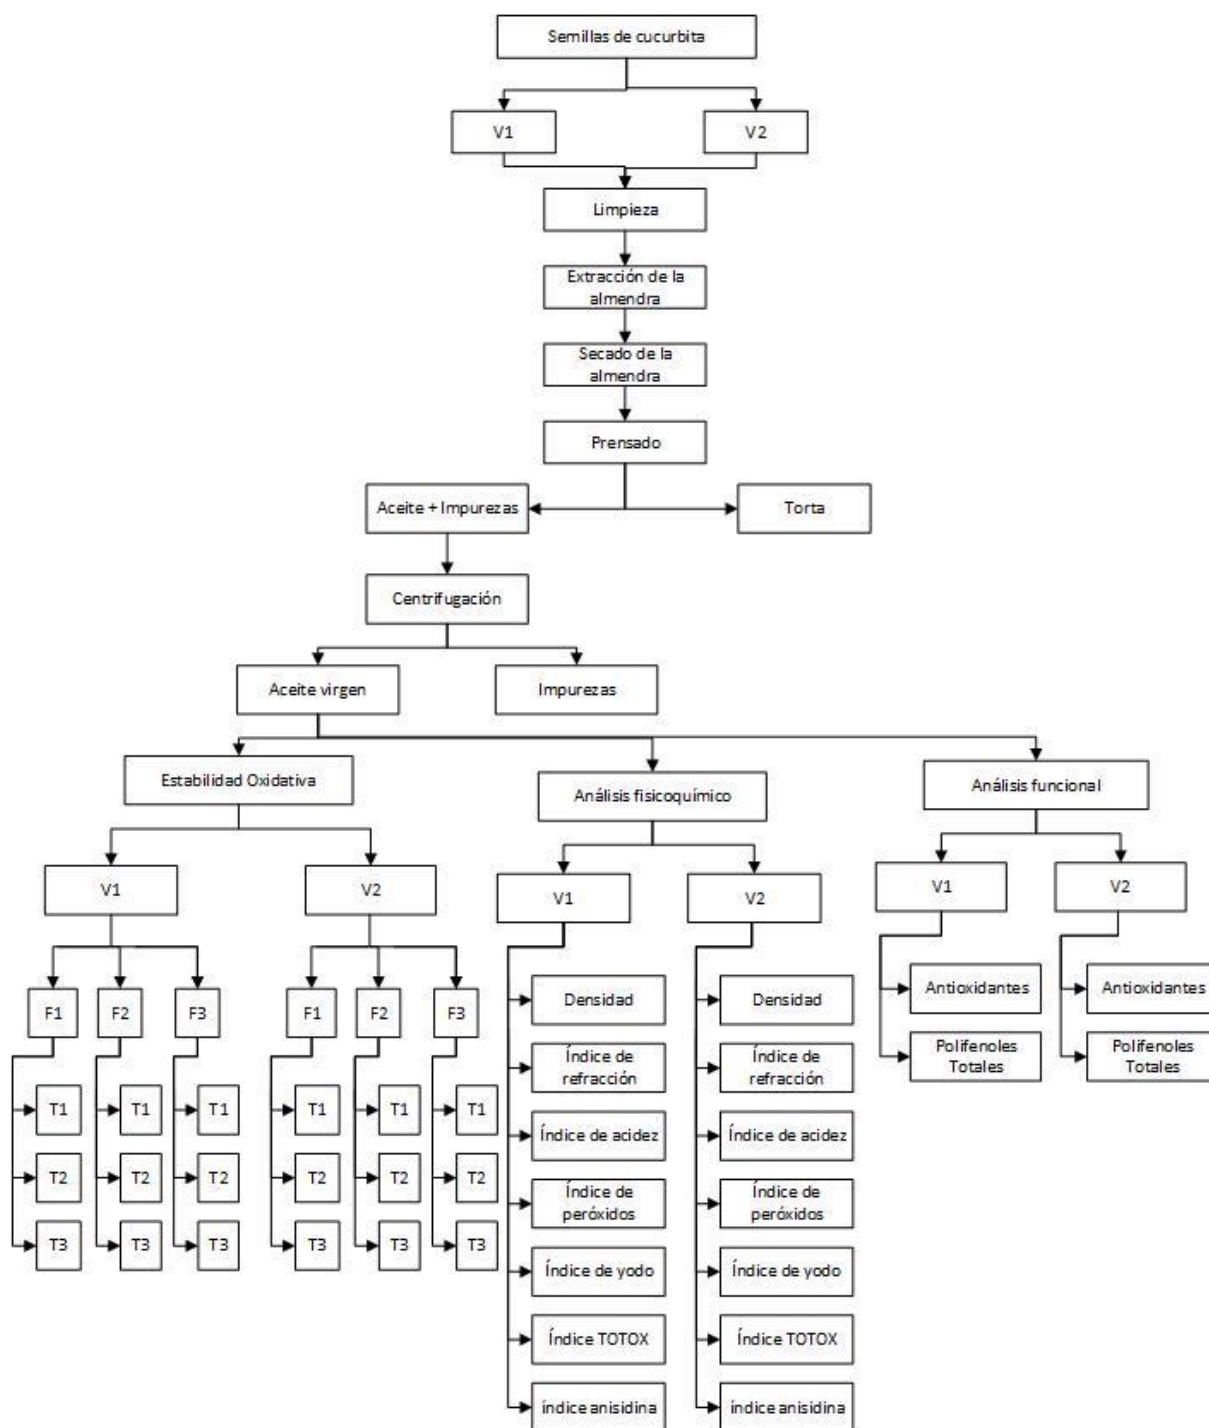 Semillas de cucurbita
V1
V2
Limpieza
Extracción de la
almendra
Secado de la
almendra
Prensado
Aceite + Impurezas
Torta
Centrifugación
Aceite virgen
Impurezas
Estabilidad Oxidativa
Análisis fisicoquímico
Análisis funcional
V1
V2
V1
V2
V1
V2
F1
F2
F3
F1
F2
F3
T1
T1
T1
T1
T1
T1
T2
T2
T2
T2
T2
T2
T3
T3
T3
T3
T3
T3
Densidad
Índice de
refracción
Índice de acidez
Índice de
peróxidos
Índice de yodo
Índice TOTOX
índice anisidina
Densidad
Índice de
refracción
Índice de acidez
Índice de
peróxidos
Índice de yodo
Índice TOTOX
índice anisidina
Antioxidantes
Polifenoles
Totales
Antioxidantes
Polifenoles
Totales